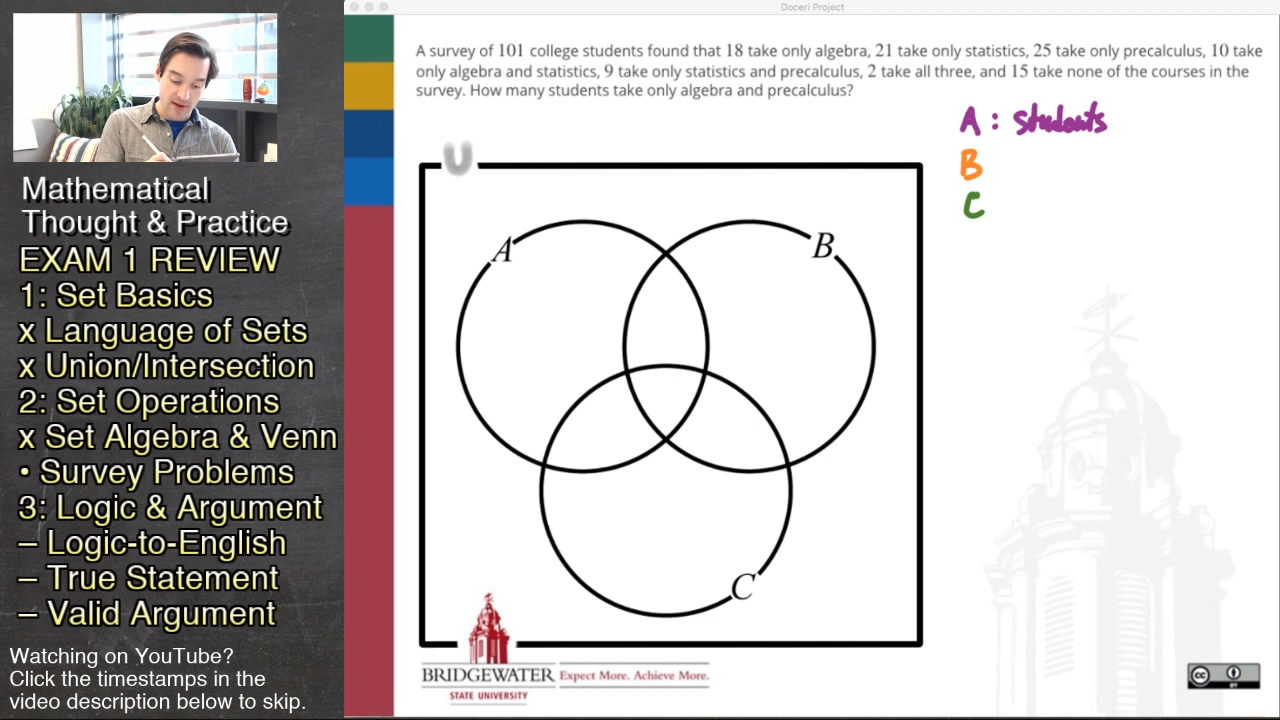 Doceri Project
A survey of 101 college students found that 18 take only algebra, 21 take only statistics, 25 take only precalculus, 10 take
only algebra and statistics, 9 take only statistics and precalculus, 2 take all three, and 15 take none of the courses in the
survey. How many students take only algebra and precalculus?
A : students
B
C
U
A
B
C
Mathematical
Thought & Practice
EXAM 1 REVIEW
1: Set Basics
x Language of Sets
x Union/Intersection
2: Set Operations
x Set Algebra & Venn
• Survey Problems
3: Logic & Argument
– Logic-to-English
– True Statement
– Valid Argument
Watching on YouTube?
Click the timestamps in the
video description below to skip.
BRIDGEWATER
STATE UNIVERSITY
Expect More. Achieve More.
CC BY